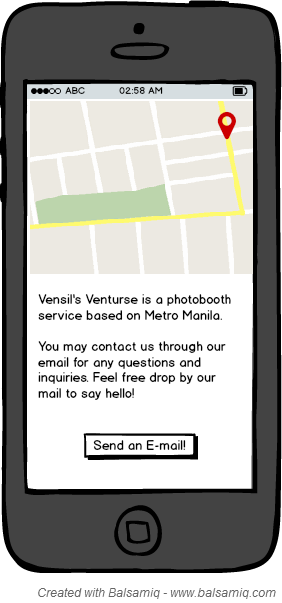 ABC 02:58 AM
Vensil's Venturse is a photobooth
service based on Metro Manila.
You may contact us through our
email for any questions and
inquiries. Feel free drop by our
mail to say hello!
Send an E-mail!
Created with Balsamiq - www.balsamiq.com